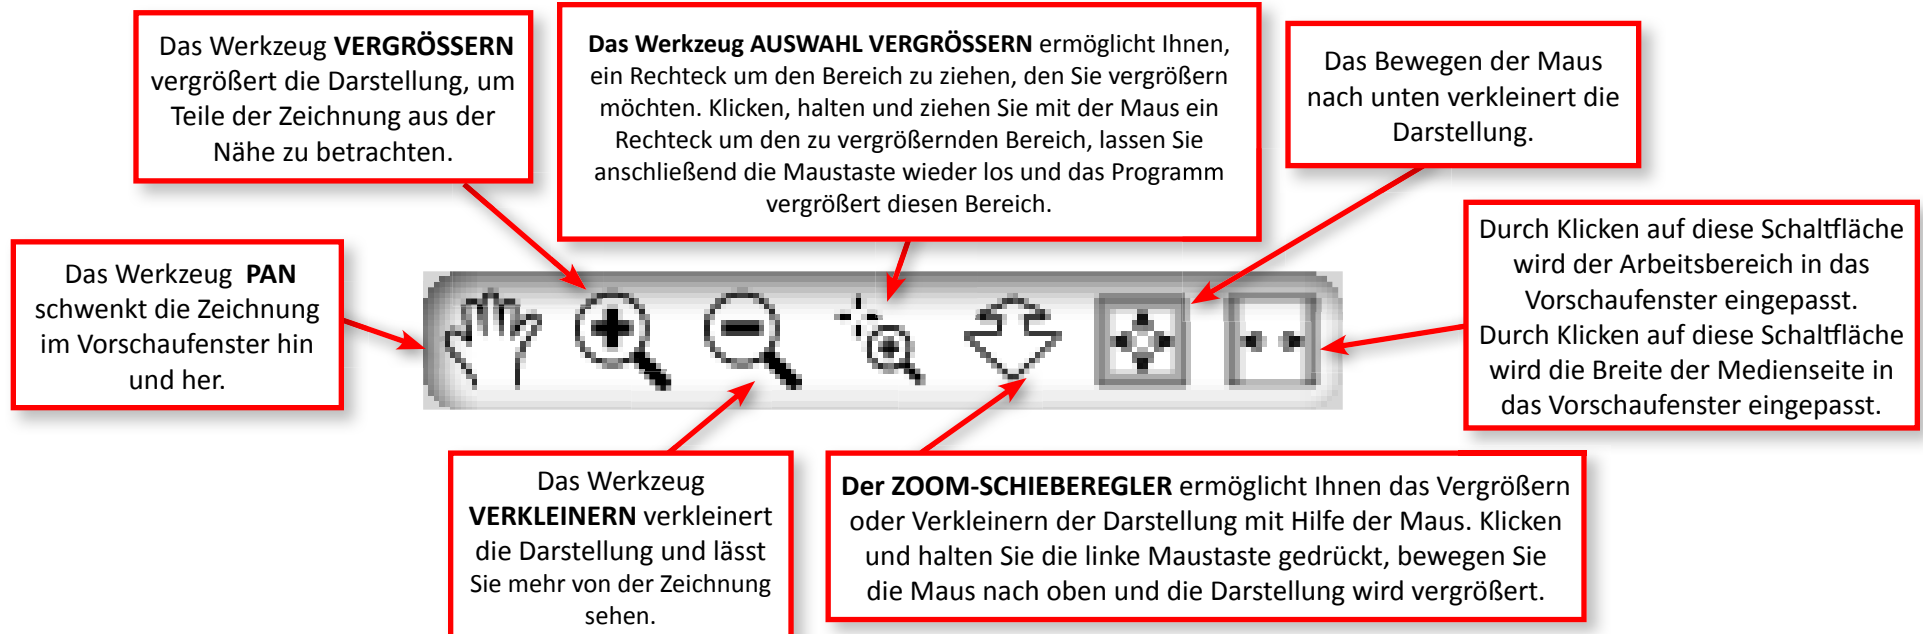 Das Werkzeug VERGRÖSSERN
vergrößert die Darstellung, um
Teile der Zeichnung aus der
Nähe zu betrachten.
Das Werkzeug AUSWAHL VERGRÖSSERN ermöglicht Ihnen,
ein Rechteck um den Bereich zu ziehen, den Sie vergrößern
möchten. Klicken, halten und ziehen Sie mit der Maus ein
Rechteck um den zu vergrößernden Bereich, lassen Sie
anschließend die Maustaste wieder los und das Programm
vergrößert diesen Bereich.
Das Bewegen der Maus
nach unten verkleinert die
Darstellung.
Das Werkzeug PAN
schwenkt die Zeichnung
im Vorschaufenster hin
und her.
Durch Klicken auf diese Schaltfläche
wird der Arbeitsbereich in das
Vorschaufenster eingepasst.
Durch Klicken auf diese Schaltfläche
wird die Breite der Medienseite in
das Vorschaufenster eingepasst.
Das Werkzeug
VERKLEINERN verkleinert
die Darstellung und lässt
Sie mehr von der Zeichnung
sehen.
Der ZOOM-SCHIEBEREGLER ermöglicht Ihnen das Vergrößern
oder Verkleinern der Darstellung mit Hilfe der Maus. Klicken
und halten Sie die linke Maustaste gedrückt, bewegen Sie
die Maus nach oben und die Darstellung wird vergrößert.